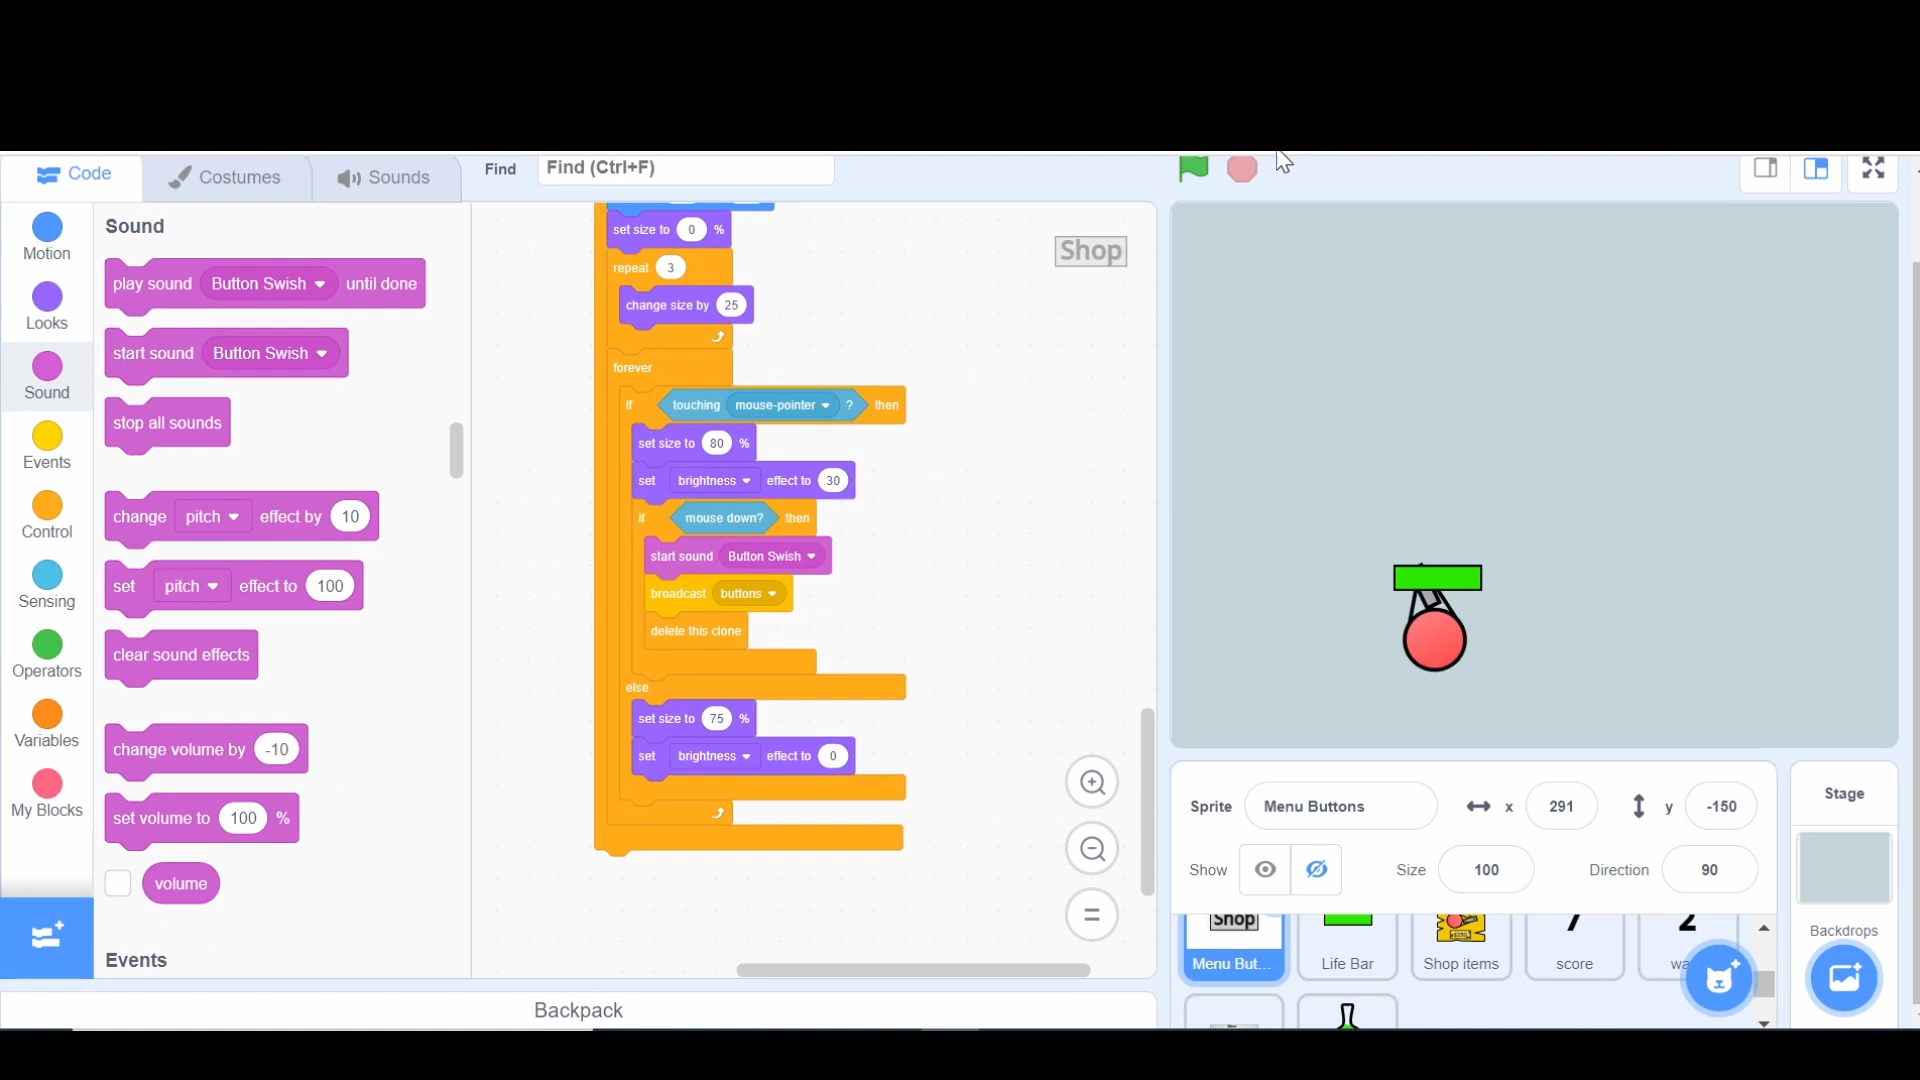 Code
Costumes
Sounds
Find
Find (Ctrl+F)
Motion
Looks
Sound
Events
Control
Sensing
Operators
Variables
My Blocks
Sound
play sound Button Swish until done
start sound Button Swish
stop all sounds
change pitch effect by 10
set pitch effect to 100
clear sound effects
change volume by -10
set volume to 100 %
volume
Events
set size to 0 %
repeat 3
change size by 25
forever
if touching mouse-pointer ? then
set size to 80 %
set brightness effect to 30
if mouse down? then
start sound Button Swish
broadcast buttons
delete this clone
else
set size to 75 %
set brightness effect to 0
Shop
Backpack
Sprite Menu Buttons x 291 y -150
Show Size 100 Direction 90
Shop
Menu But...
Life Bar
Shop items
score
2
Stage
Backdrops